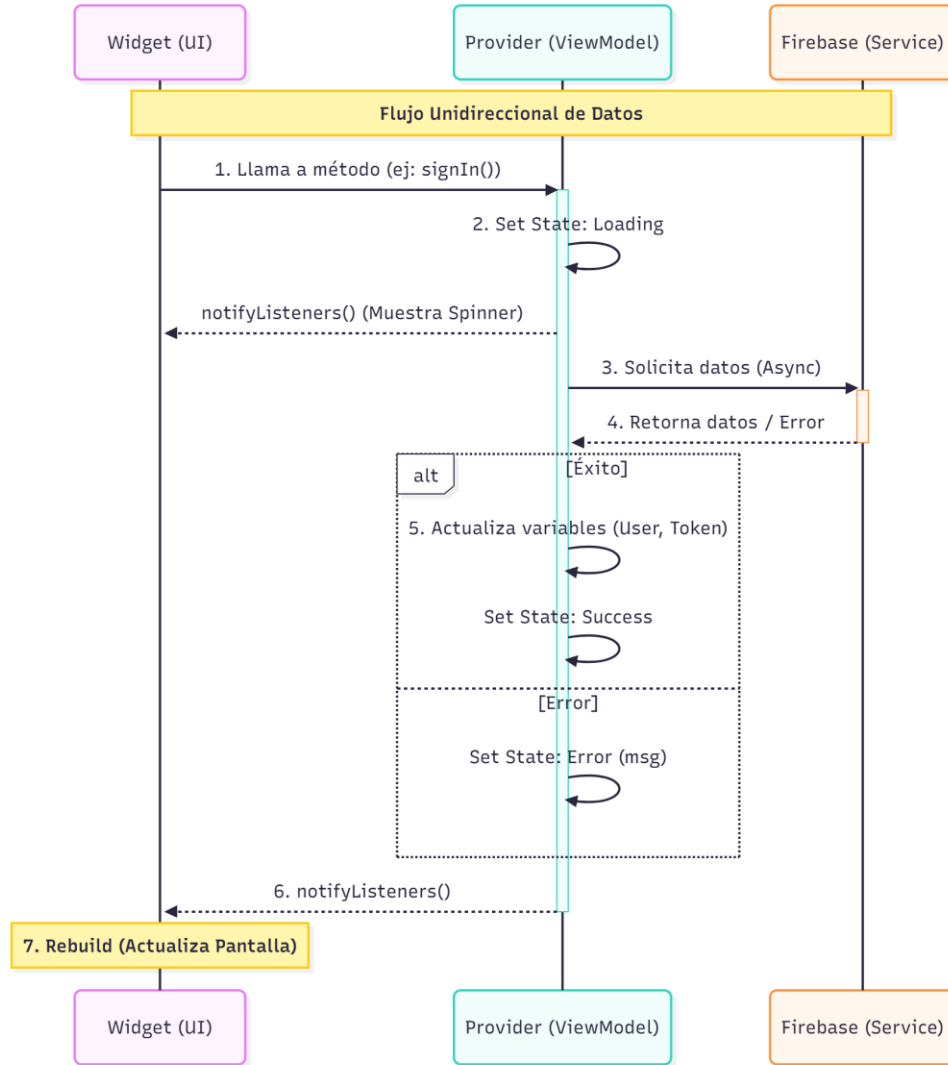 Widget (UI)
Provider (ViewModel)
Firebase (Service)
Flujo Unidireccional de Datos
1. Llama a método (ej: signIn())
2. Set State: Loading
notifyListeners() (Muestra Spinner)
3. Solicita datos (Async)
4. Retorna datos / Error
alt
[Éxito]
5. Actualiza variables (User, Token)
Set State: Success
[Error]
Set State: Error (msg)
6. notifyListeners()
7. Rebuild (Actualiza Pantalla)
Widget (UI)
Provider (ViewModel)
Firebase (Service)